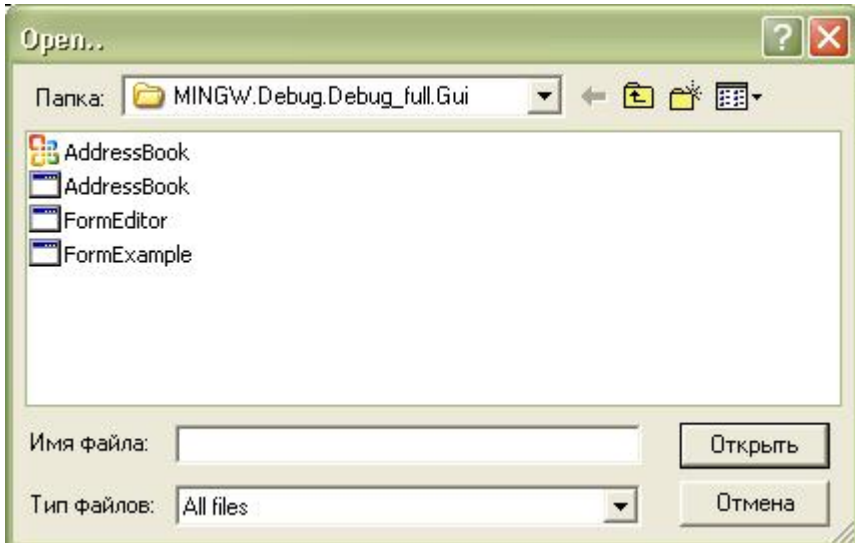 Open..
Папка: MINGW.Debug.Debug_full.Gui
AddressBook
AddressBook
FormEditor
FormExample
Имя файла: Открыть
Тип файлов: All files Отмена